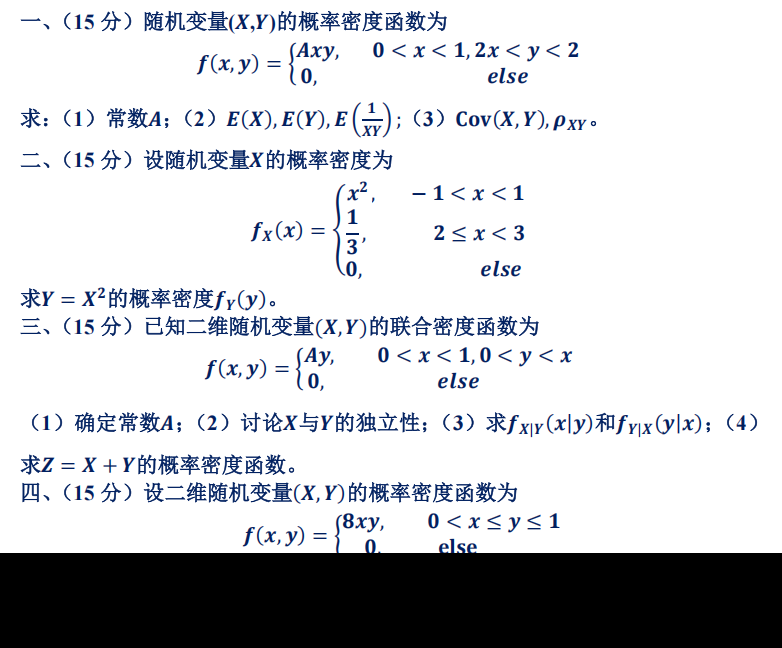 一、（15 分）随机变量(X,Y)的概率密度函数为
f(x, y) = {Axy, 0 < x < 1, 2x < y < 2
0, else
求：（1）常数A；（2）E(X), E(Y), E(1/XY)；（3）Cov(X, Y), ρXY。
二、（15 分）设随机变量X的概率密度为
fX(x) = {x², − 1 < x < 1
1/3, 2 ≤ x < 3
0, else
求Y = X²的概率密度fY(y)。
三、（15 分）已知二维随机变量(X, Y)的联合密度函数为
f(x, y) = {Ay, 0 < x < 1, 0 < y < x
0, else
（1）确定常数A；（2）讨论X与Y的独立性；（3）求fX|Y(x|y)和fY|X(y|x)；（4）
求Z = X + Y的概率密度函数。
四、（15 分）设二维随机变量(X, Y)的概率密度函数为
f(x, y) = {8xy, 0 < x ≤ y ≤ 1
0, else